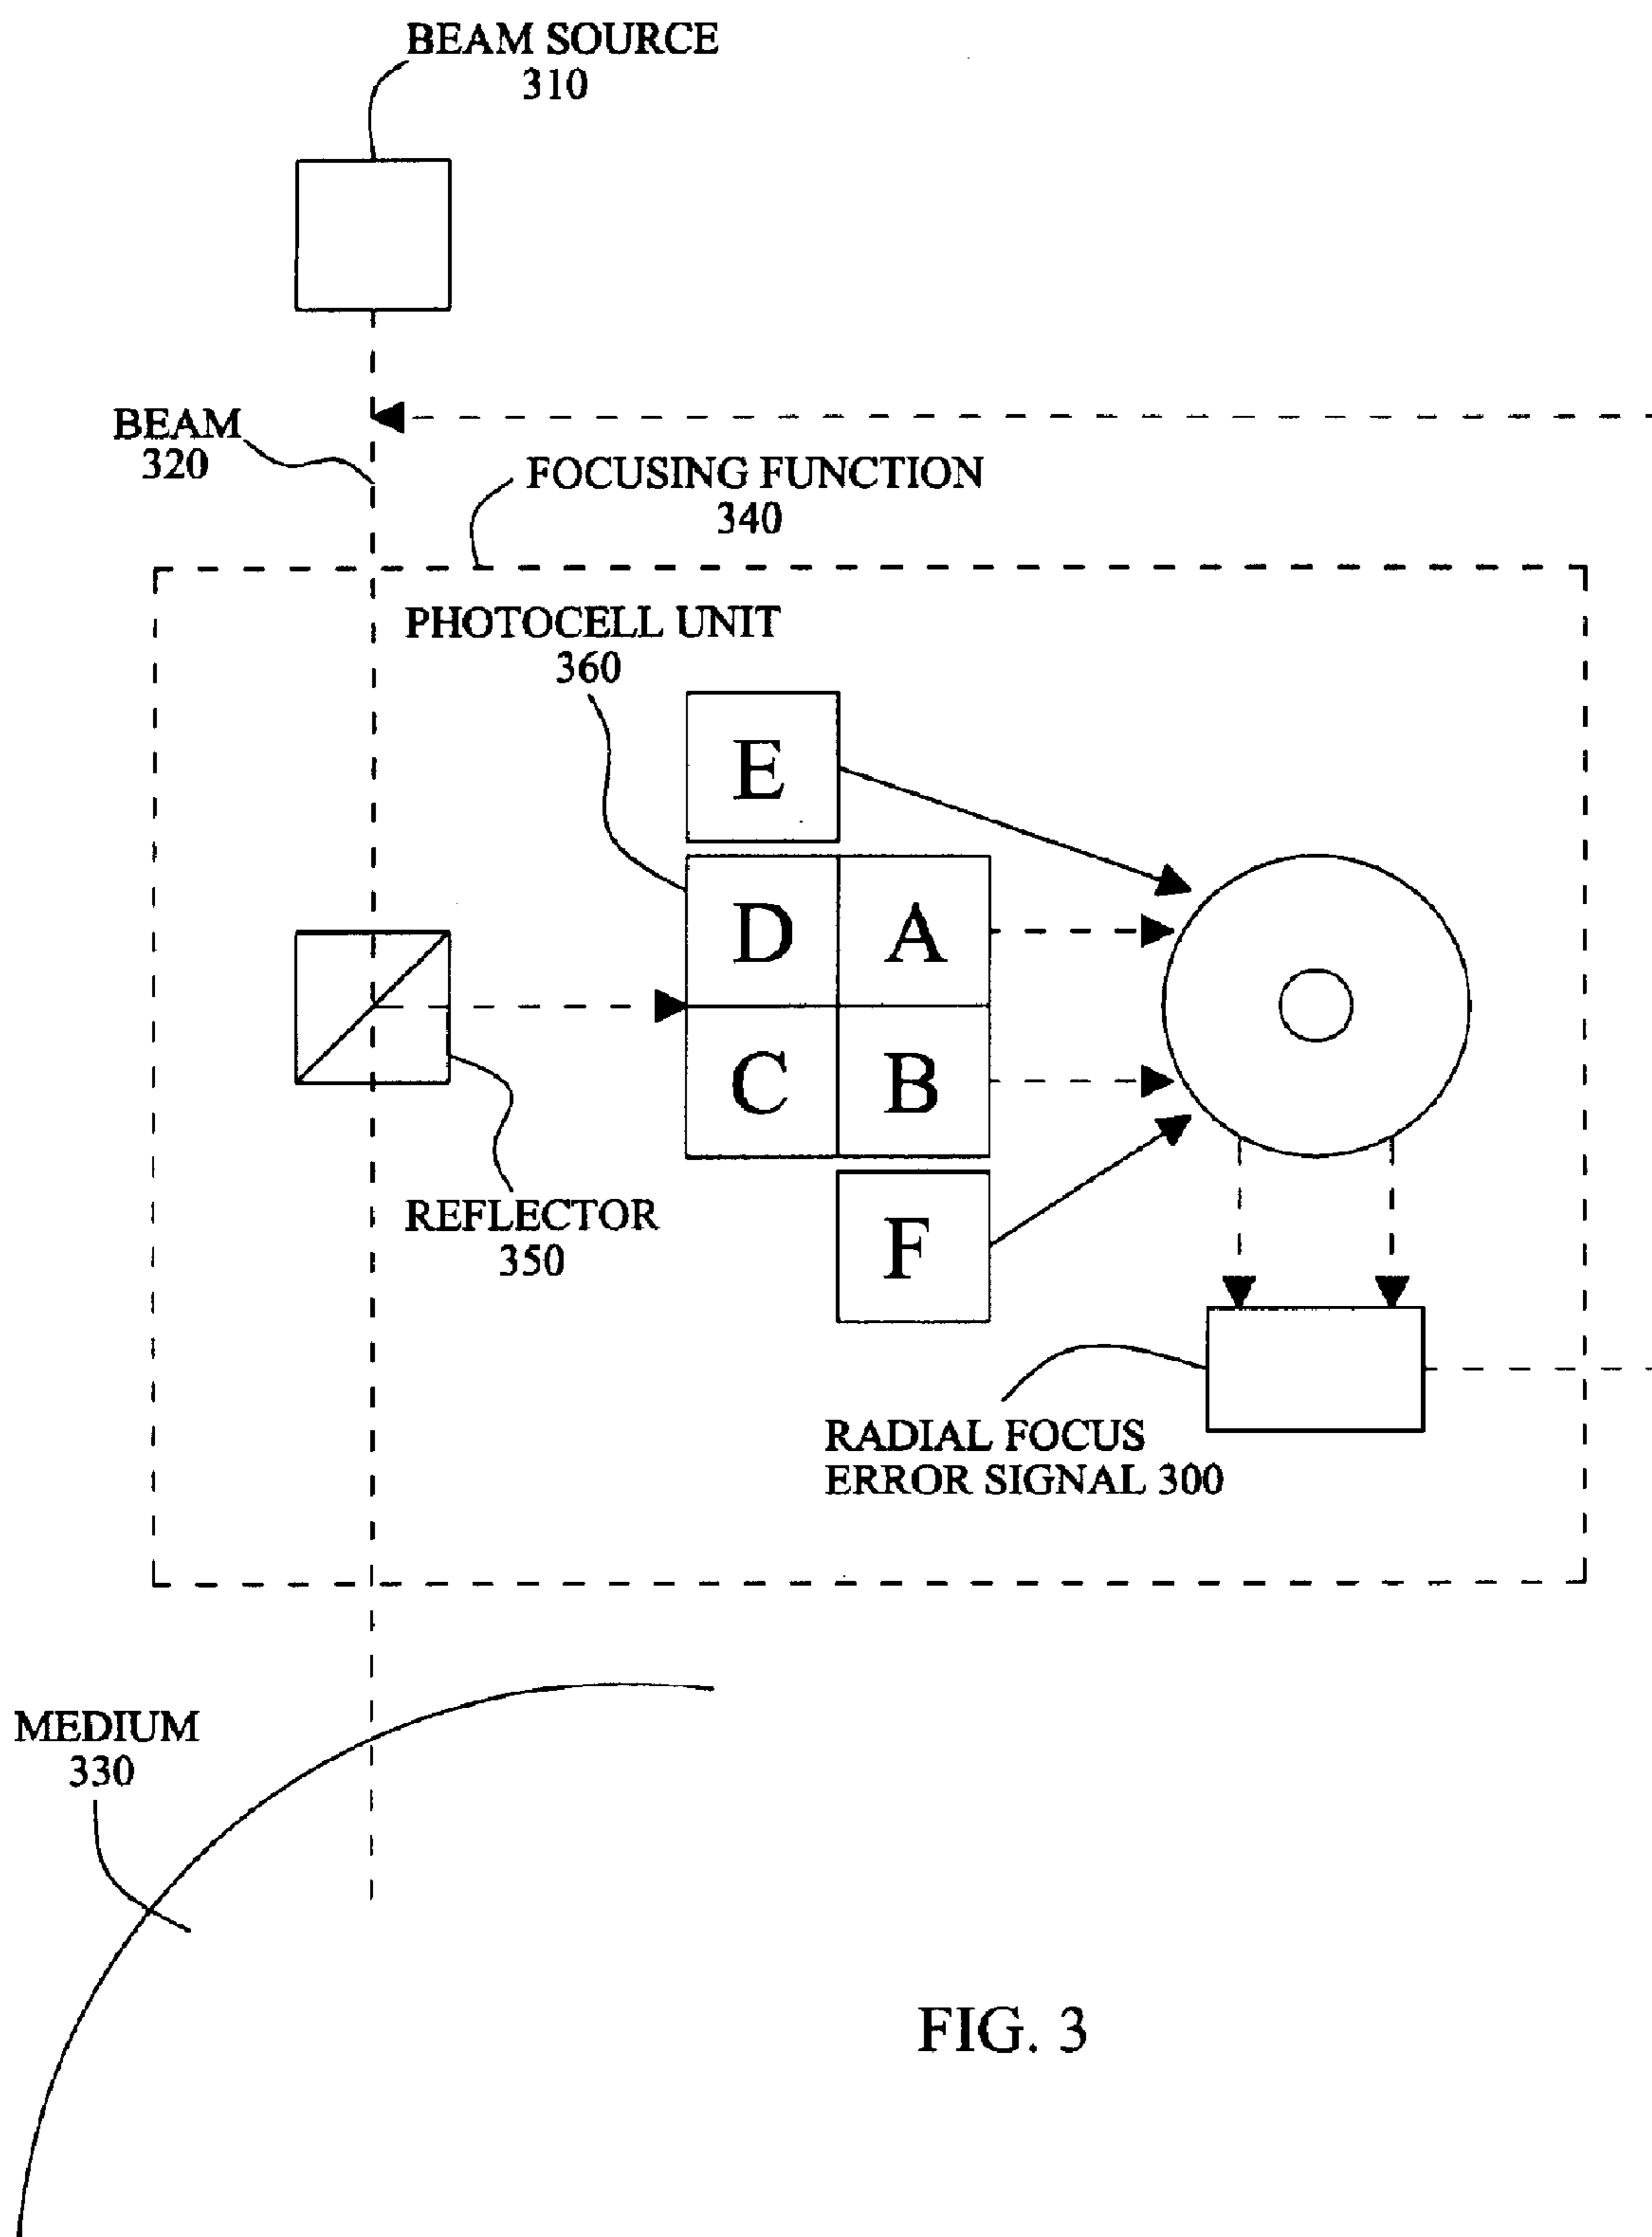 BEAM SOURCE
310
BEAM
320
FOCUSING FUNCTION
340
PHOTOCELL UNIT
360
E
D A
C B
F
REFLECTOR
350
RADIAL FOCUS
ERROR SIGNAL 300
MEDIUM
330
FIG. 3